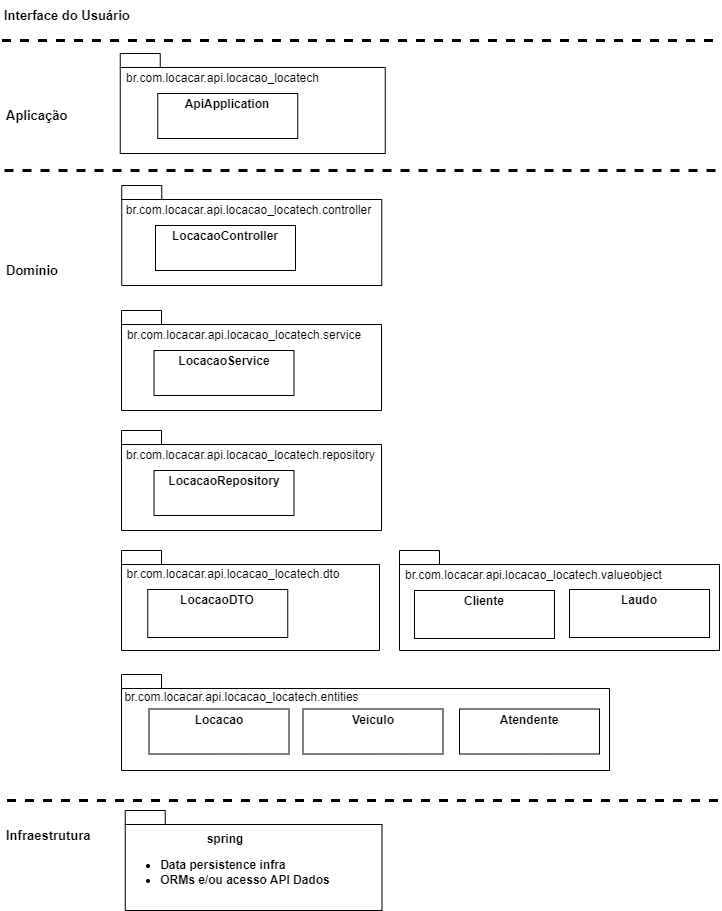 Interface do Usuário
br.com.locacar.api.locacao_locatech
ApiApplication
Aplicação
br.com.locacar.api.locacao_locatech.controller
LocacaoController
Domínio
br.com.locacar.api.locacao_locatech.service
LocacaoService
br.com.locacar.api.locacao_locatech.repository
LocacaoRepository
br.com.locacar.api.locacao_locatech.dto
LocacaoDTO
br.com.locacar.api.locacao_locatech.valueobject
Cliente
Laudo
br.com.locacar.api.locacao_locatech.entities
Locacao
Veiculo
Atendente
Infraestrutura
spring
• Data persistence infra
• ORMs e/ou acesso API Dados